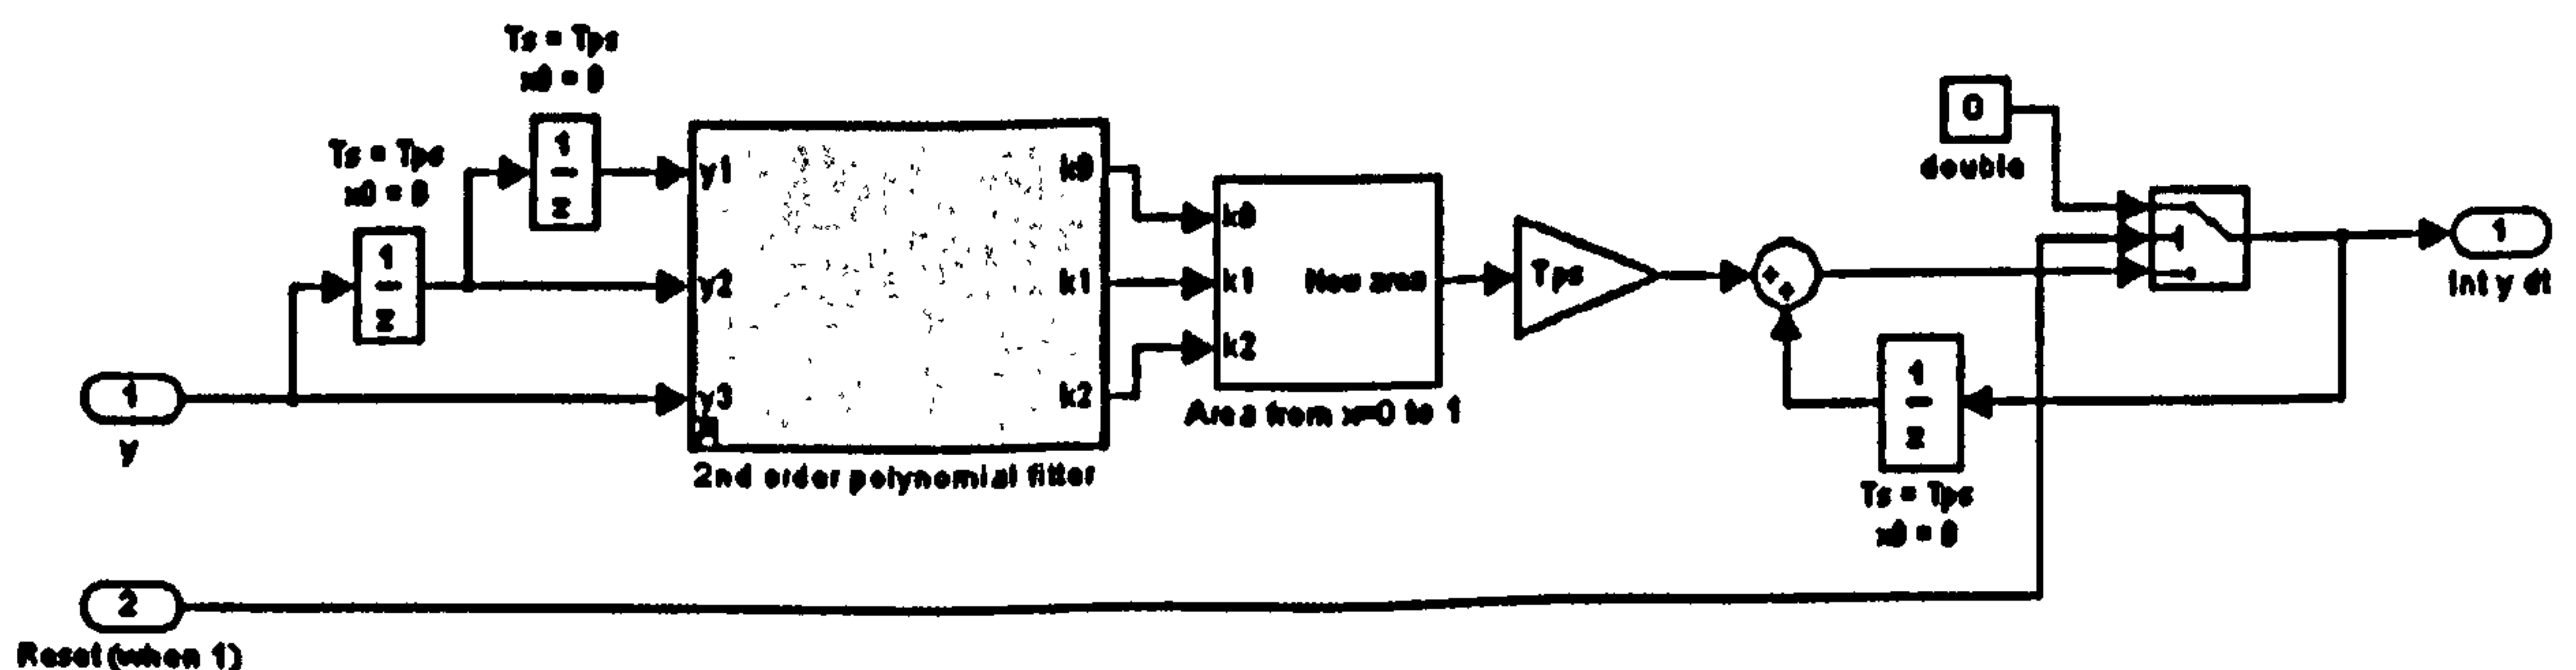 Ts = Tps
x0 = 0
Ts = Tps
x0 = 0
1
z
1
z
y1
y2
y3
k0
k1
k2
2nd order polynomial fitter
k0
k1
k2
New area
Area from x=0 to 1
Tps
+
+
0
double
1
Int y dt
1
z
Ts = Tps
x0 = 0
1
y
2
Reset (when 1)